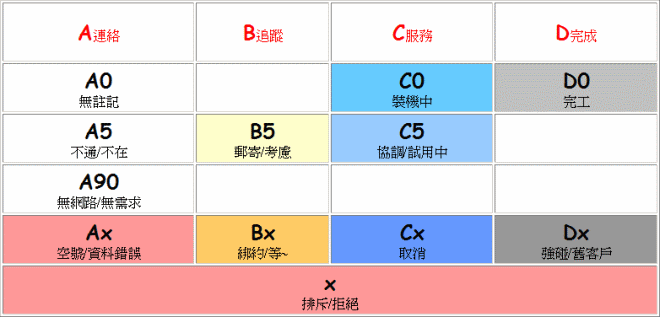 A連絡 B追蹤 C服務 D完成
A0 C0 D0
無註記 裝機中 完工
A5 B5 C5
不通/不在 郵寄/考慮 協調/試用中
A90
無網路/無需求
Ax Bx Cx Dx
空號/資料錯誤 綁約/等~ 取消 強碰/舊客戶
x
排斥/拒絕